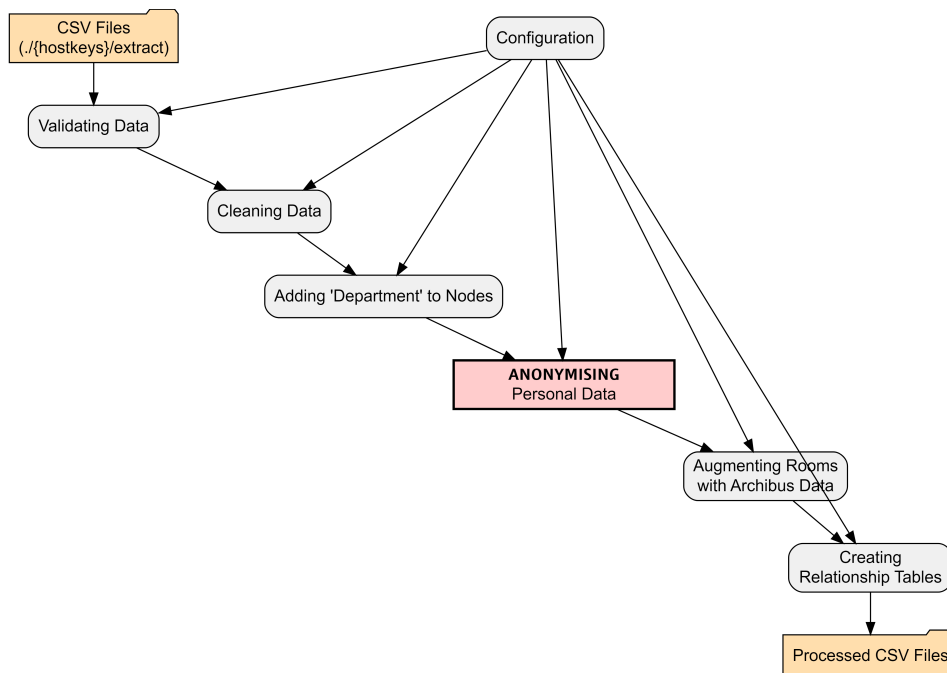 CSV Files
(./{hostkeys}/extract)
Configuration
Validating Data
Cleaning Data
Adding 'Department' to Nodes
ANONYMISING
Personal Data
Augmenting Rooms
with Archibus Data
Creating
Relationship Tables
Processed CSV Files